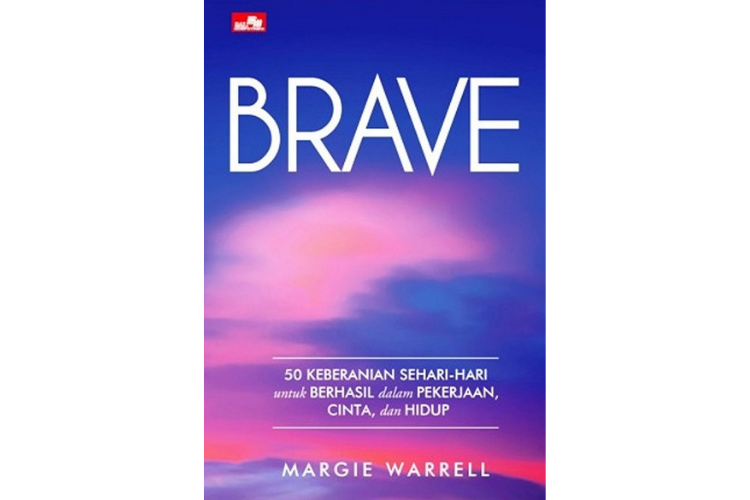 BRAVE
50 KEBERANIAN SEHARI-HARI
untuk BERHASIL dalam PEKERJAAN,
CINTA, dan HIDUP
MARGIE WARRELL